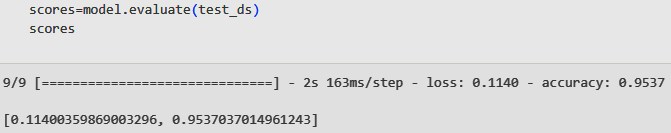 scores=model.evaluate(test_ds)
scores
9/9 [==============================] - 2s 163ms/step - loss: 0.1140 - accuracy: 0.9537
[0.11400359869003296, 0.9537037014961243]